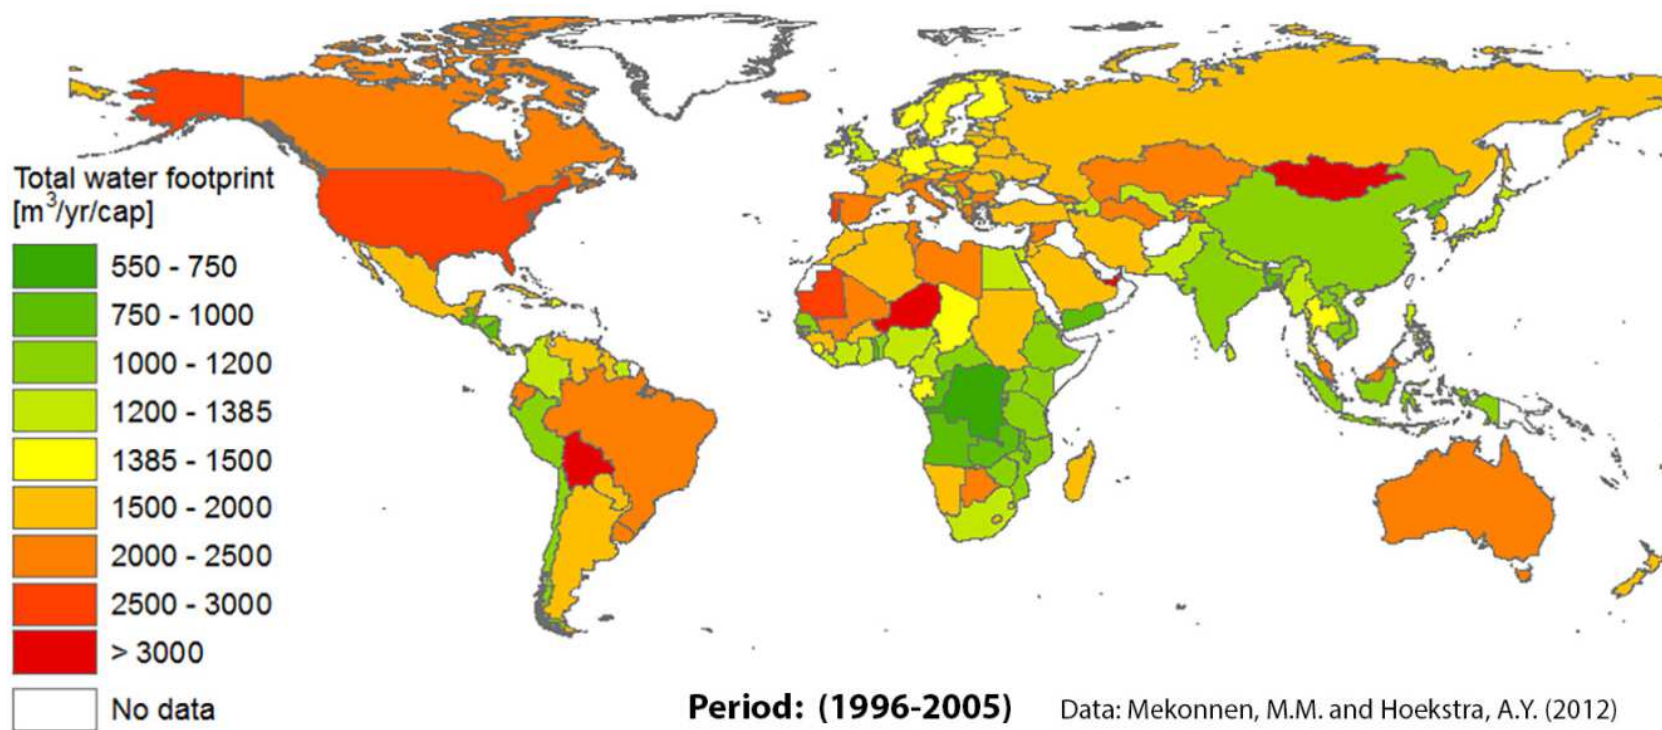 Total water footprint
[m³/yr/cap]
550 - 750
750 - 1000
1000 - 1200
1200 - 1385
1385 - 1500
1500 - 2000
2000 - 2500
2500 - 3000
> 3000
No data
Period: (1996-2005) Data: Mekonnen, M.M. and Hoekstra, A.Y. (2012)